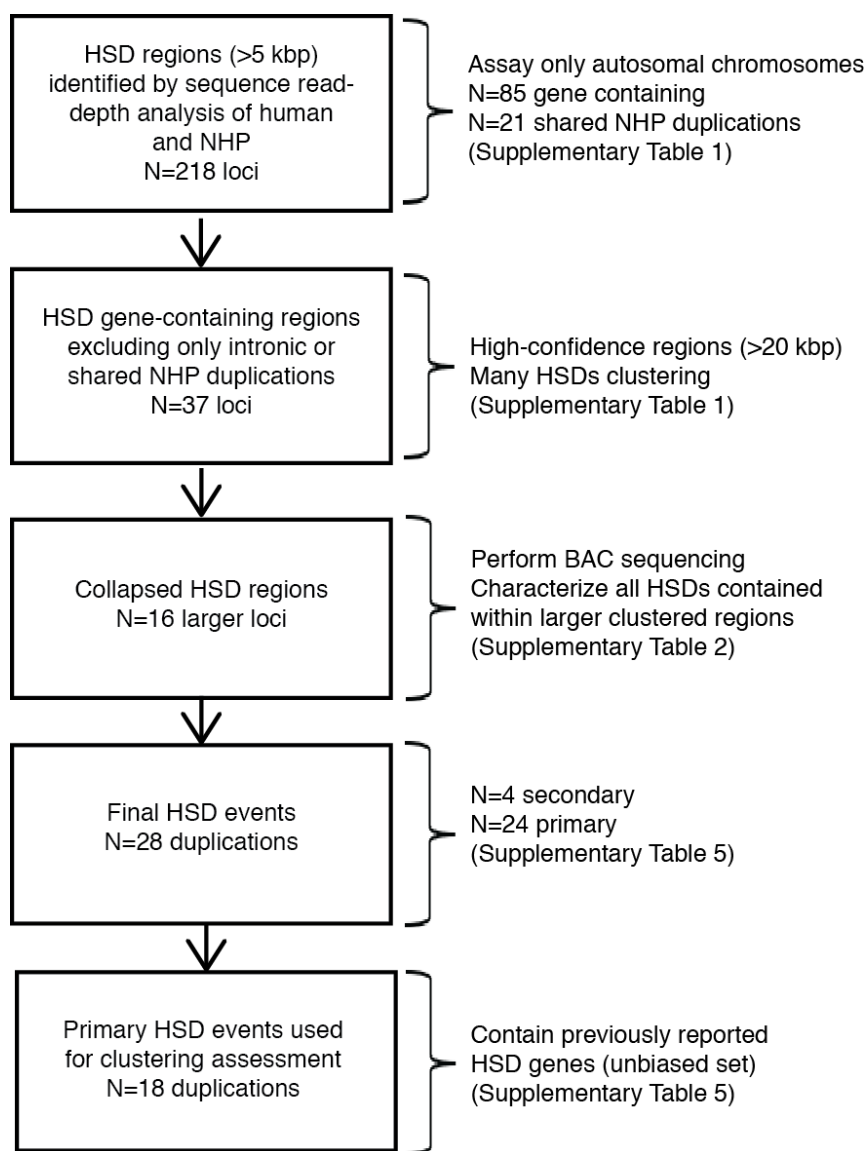 HSD regions (>5 kbp)
identified by sequence read-
depth analysis of human
and NHP
N=218 loci
Assay only autosomal chromosomes
N=85 gene containing
N=21 shared NHP duplications
(Supplementary Table 1)
HSD gene-containing regions
excluding only intronic or
shared NHP duplications
N=37 loci
High-confidence regions (>20 kbp)
Many HSDs clustering
(Supplementary Table 1)
Collapsed HSD regions
N=16 larger loci
Perform BAC sequencing
Characterize all HSDs contained
within larger clustered regions
(Supplementary Table 2)
Final HSD events
N=28 duplications
N=4 secondary
N=24 primary
(Supplementary Table 5)
Primary HSD events used
for clustering assessment
N=18 duplications
Contain previously reported
HSD genes (unbiased set)
(Supplementary Table 5)